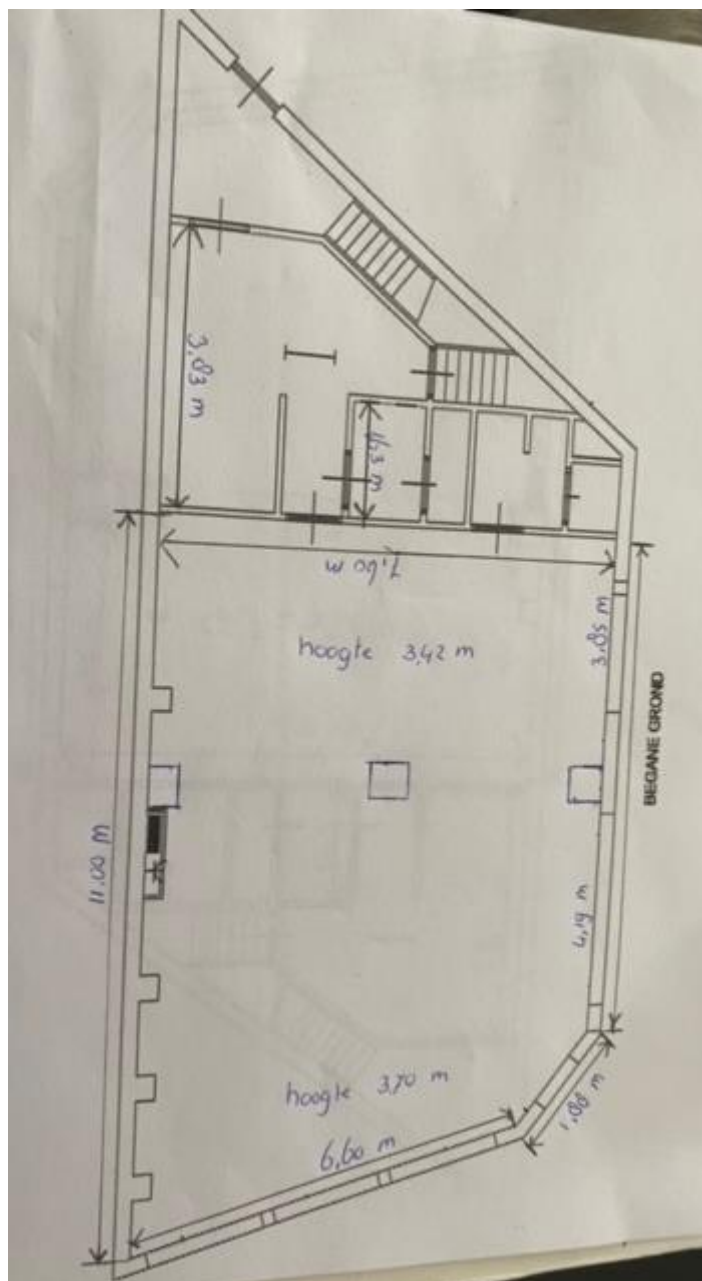 3,83 m
1,63 m
7,60 m
hoogte 3,42 m
3,85 m
BEGANE GROND
11,00 m
4,19 m
1,88 m
hoogte 3,70 m
6,60 m